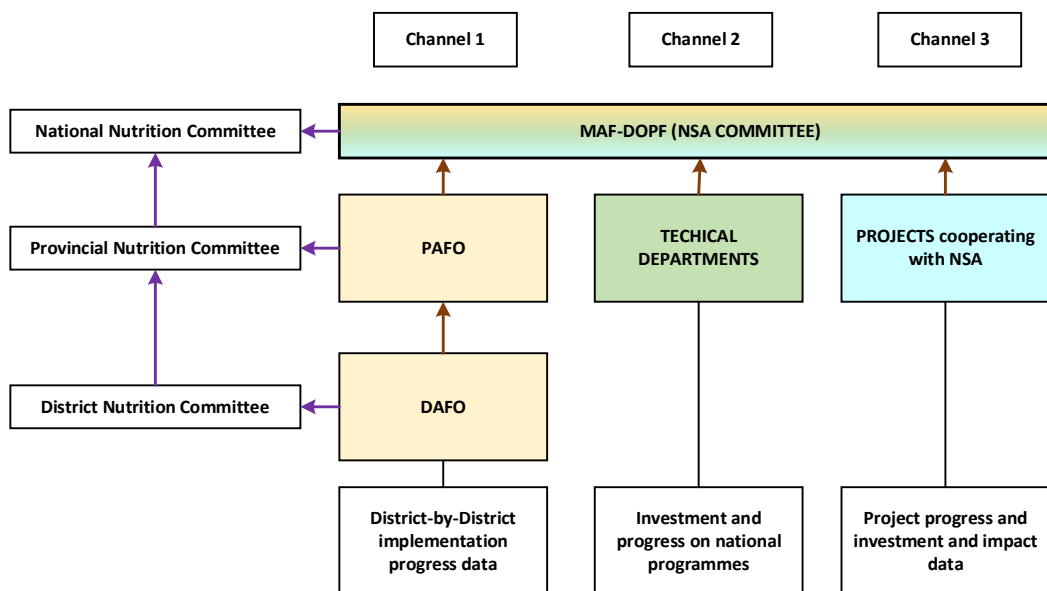 Channel 1
Channel 2
Channel 3
National Nutrition Committee
MAF-DOPF (NSA COMMITTEE)
Provincial Nutrition Committee
PAFO
TECHICAL
DEPARTMENTS
PROJECTS cooperating
with NSA
District Nutrition Committee
DAFO
District-by-District
implementation
progress data
Investment and
progress on national
programmes
Project progress and
investment and impact
data